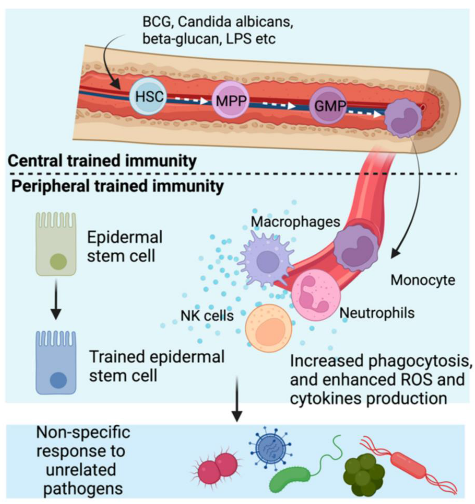 BCG, Candida albicans,
beta-glucan, LPS etc
HSC
MPP
GMP
Central trained immunity
Peripheral trained immunity
Macrophages
Epidermal
stem cell
Monocyte
NK cells
Neutrophils
Trained epidermal
stem cell
Increased phagocytosis,
and enhanced ROS and
cytokines production
Non-specific
response to
unrelated
pathogens